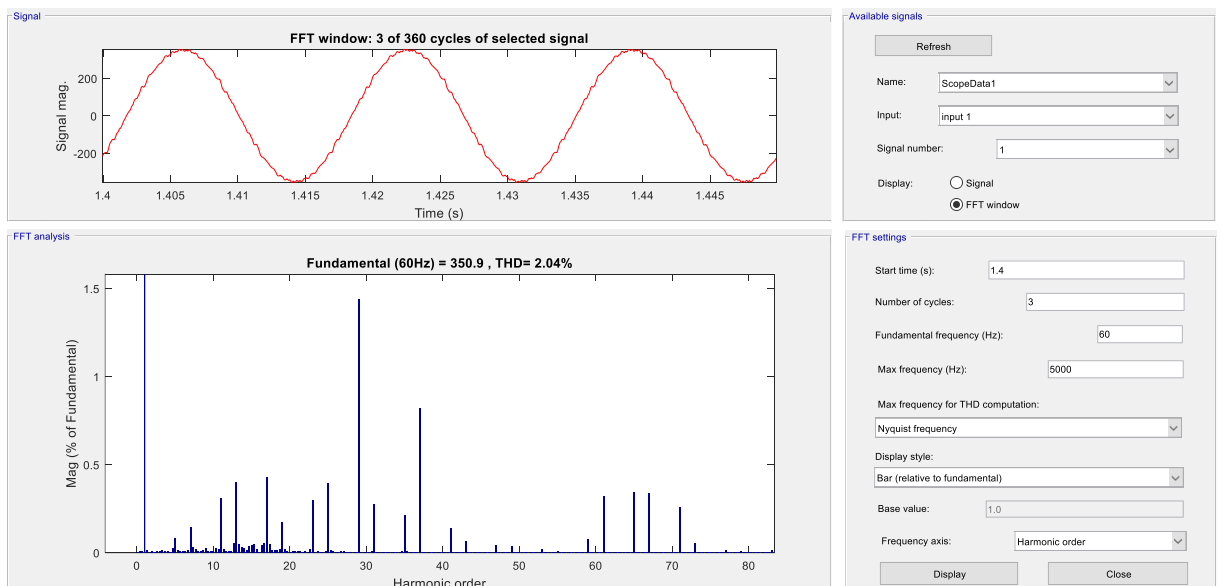 Signal
FFT window: 3 of 360 cycles of selected signal
Signal mag.
200
0
-200
1.4
1.405
1.41
1.415
1.42
1.425
1.43
1.435
1.44
1.445
Time (s)
Available signals
Refresh
Name:
ScopeData1
Input:
input 1
Signal number:
1
Display:
Signal
FFT window
FFT analysis
Fundamental (60Hz) = 350.9 , THD= 2.04%
Mag (% of Fundamental)
1.5
1
0.5
0
0
10
20
30
40
50
60
70
80
Harmonic order
FFT settings
Start time (s):
1.4
Number of cycles:
3
Fundamental frequency (Hz):
60
Max frequency (Hz):
5000
Max frequency for THD computation:
Nyquist frequency
Display style:
Bar (relative to fundamental)
Base value:
1.0
Frequency axis:
Harmonic order
Display
Close